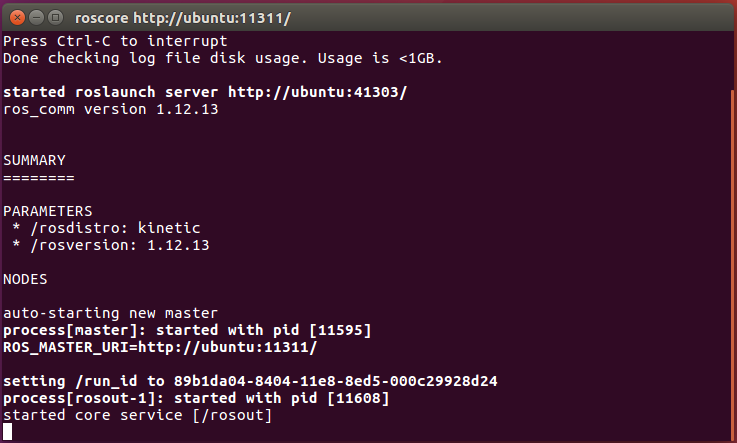 roscore http://ubuntu:11311/
Press Ctrl-C to interrupt
Done checking log file disk usage. Usage is <1GB.
started roslaunch server http://ubuntu:41303/
ros_comm version 1.12.13
SUMMARY
========
PARAMETERS
* /rosdistro: kinetic
* /rosversion: 1.12.13
NODES
auto-starting new master
process[master]: started with pid [11595]
ROS_MASTER_URI=http://ubuntu:11311/
setting /run_id to 89b1da04-8404-11e8-8ed5-000c29928d24
process[rosout-1]: started with pid [11608]
started core service [/rosout]